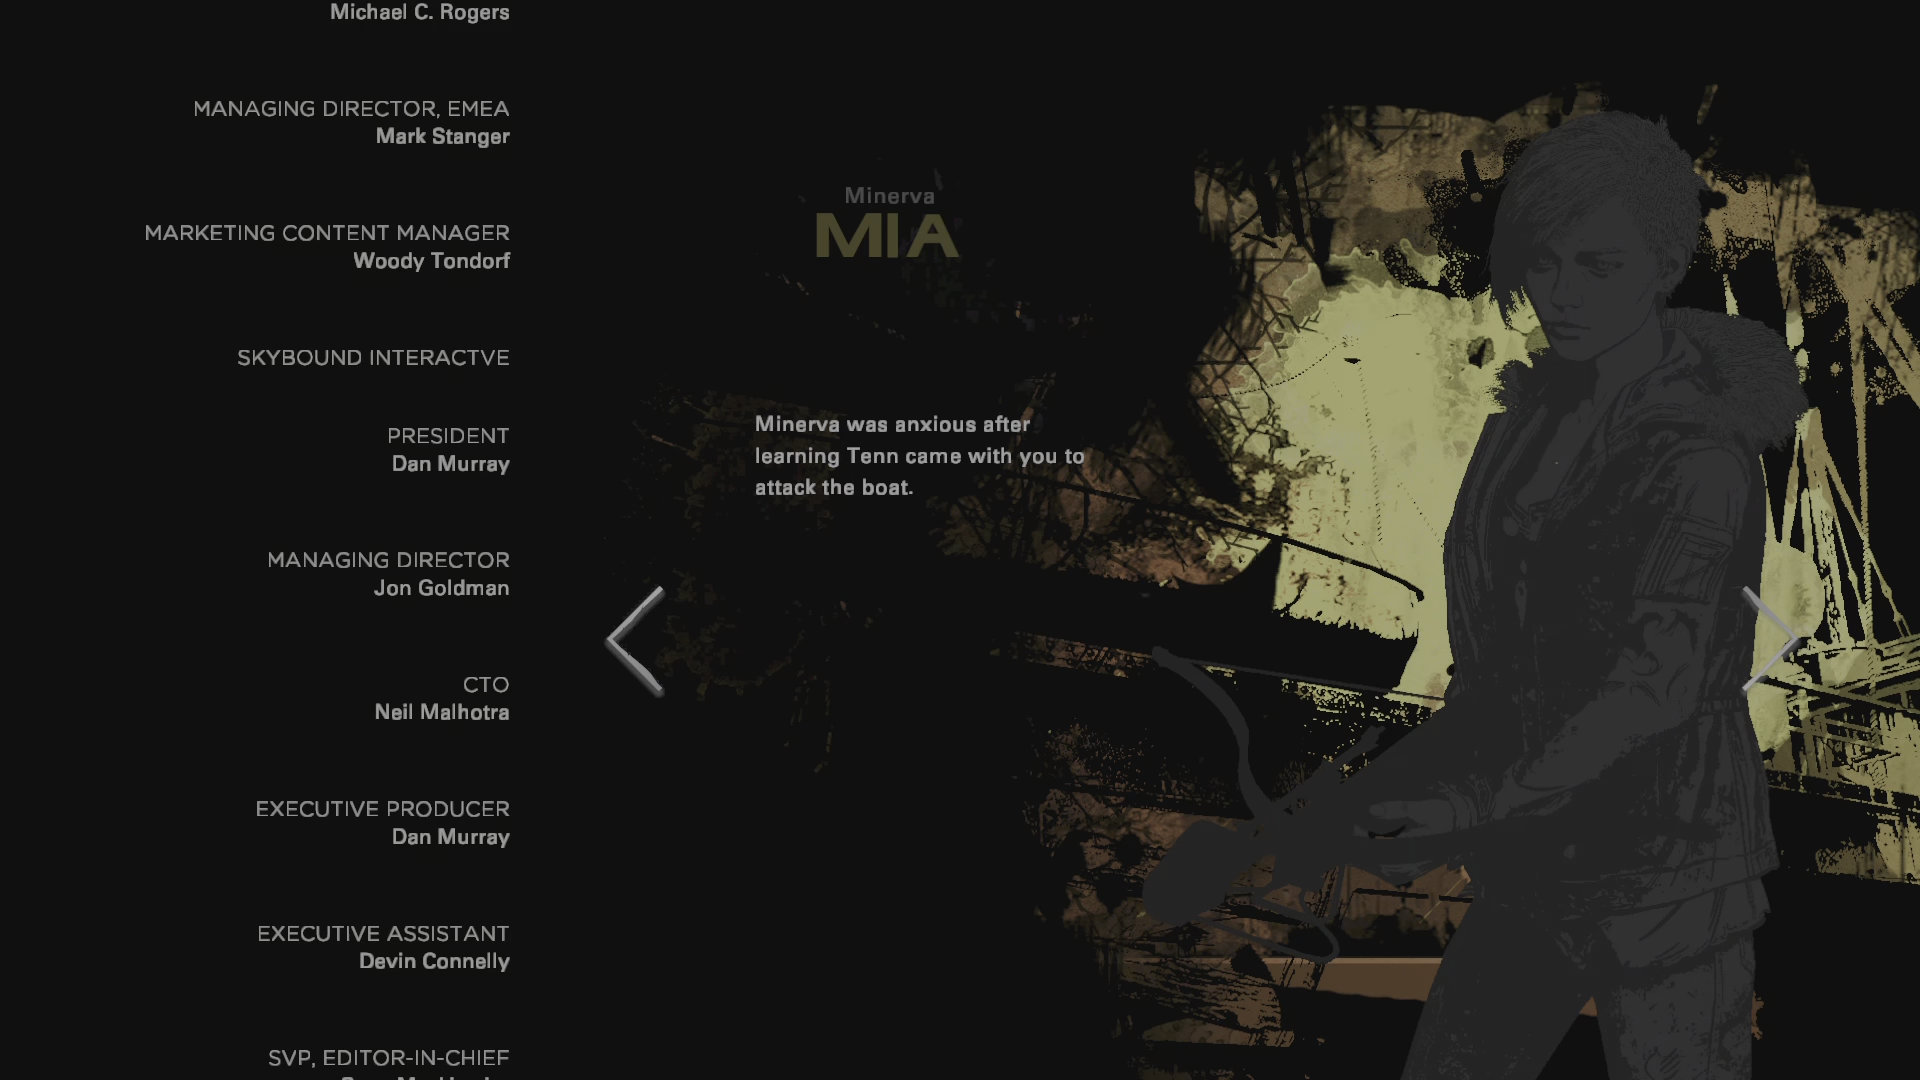 Michael C. Rogers
MANAGING DIRECTOR, EMEA
Mark Stanger
MARKETING CONTENT MANAGER
Woody Tondorf
SKYBOUND INTERACTVE
PRESIDENT
Dan Murray
MANAGING DIRECTOR
Jon Goldman
CTO
Neil Malhotra
EXECUTIVE PRODUCER
Dan Murray
EXECUTIVE ASSISTANT
Devin Connelly
SVP, EDITOR-IN-CHIEF
Minerva
MIA
Minerva was anxious after
learning Tenn came with you to
attack the boat.